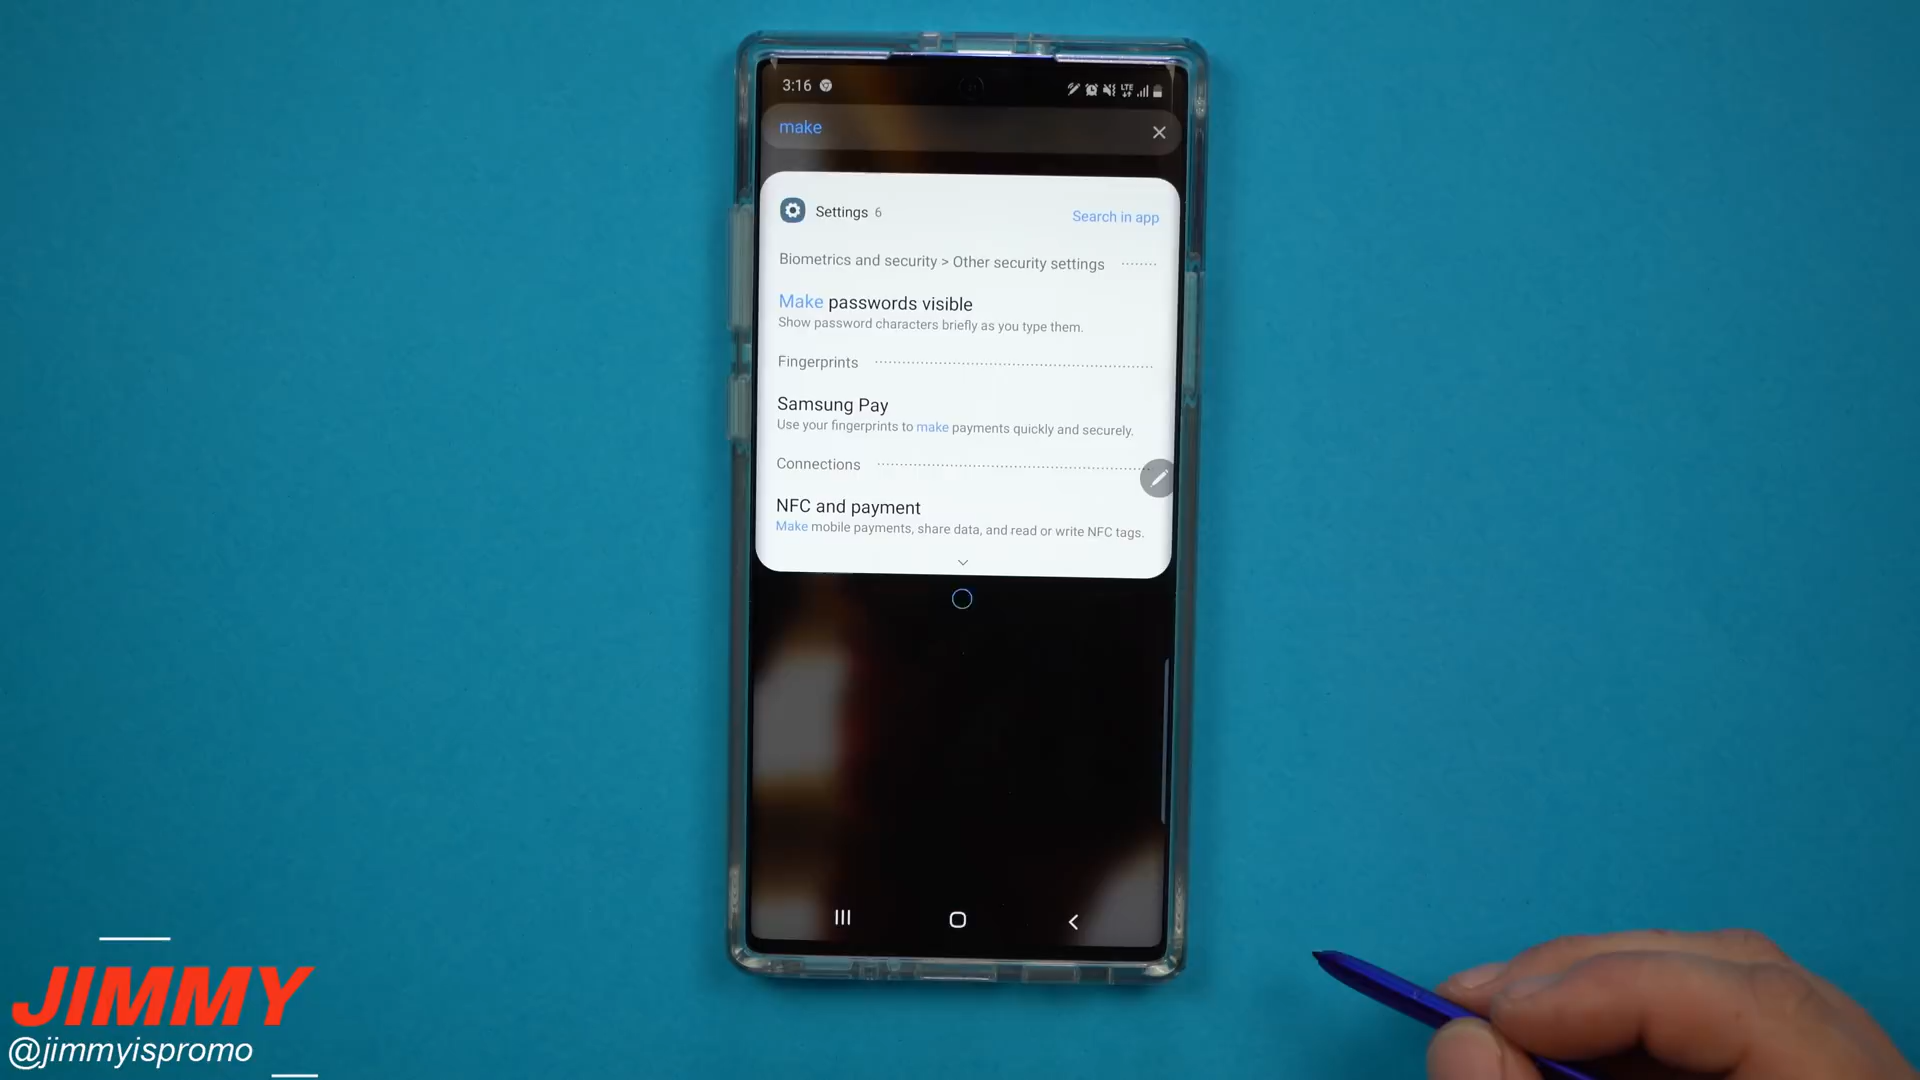 3:16
LTE
make
Settings 6
Search in app
Biometrics and security > Other security settings
Make passwords visible
Show password characters briefly as you type them.
Fingerprints
Samsung Pay
Use your fingerprints to make payments quickly and securely.
Connections
NFC and payment
Make mobile payments, share data, and read or write NFC tags.
JIMMY
@jimmyispromo